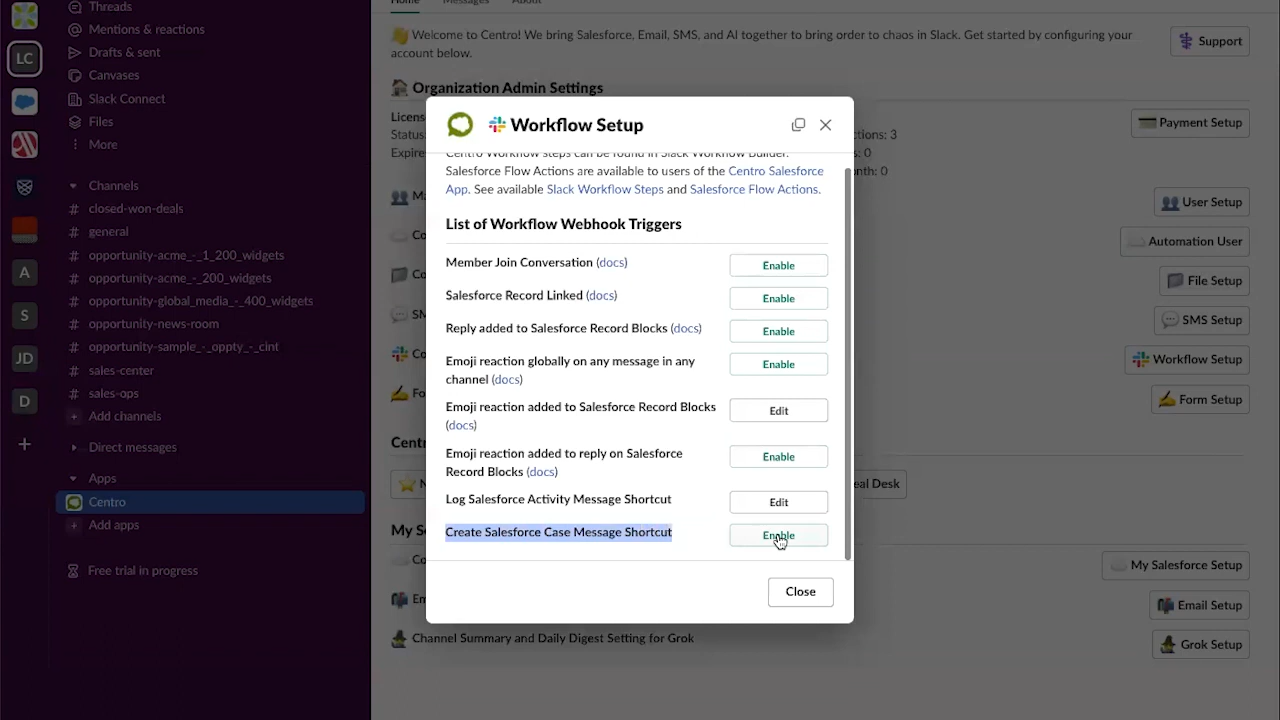 Threads
Mentions & reactions
Drafts & sent
Canvases
Slack Connect
Files
More
Channels
closed-won-deals
general
opportunity-acme_-_1_200_widgets
opportunity-acme_-_200_widgets
opportunity-global_media_-_400_widgets
opportunity-news-room
opportunity-sample_-_oppty_-_cint
sales-center
sales-ops
Add channels
Direct messages
Apps
Centro
Add apps
Free trial in progress
LC
A
S
JD
D
Home Messages About
Welcome to Centro! We bring Salesforce, Email, SMS, and AI together to bring order to chaos in Slack. Get started by configuring your
account below.
Support
Organization Admin Settings
Payment Setup
User Setup
Automation User
File Setup
SMS Setup
Workflow Setup
Form Setup
My Salesforce Setup
Email Setup
Channel Summary and Daily Digest Setting for Grok
Grok Setup
Workflow Setup
Centro Workflow steps can be found in Slack Workflow Builder.
Salesforce Flow Actions are available to users of the Centro Salesforce
App. See available Slack Workflow Steps and Salesforce Flow Actions.
List of Workflow Webhook Triggers
Member Join Conversation (docs) Enable
Salesforce Record Linked (docs) Enable
Reply added to Salesforce Record Blocks (docs) Enable
Emoji reaction globally on any message in any
channel (docs)
Enable
Emoji reaction added to Salesforce Record Blocks
(docs)
Edit
Emoji reaction added to reply on Salesforce
Record Blocks (docs)
Enable
Log Salesforce Activity Message Shortcut Edit
Create Salesforce Case Message Shortcut Enable
Close